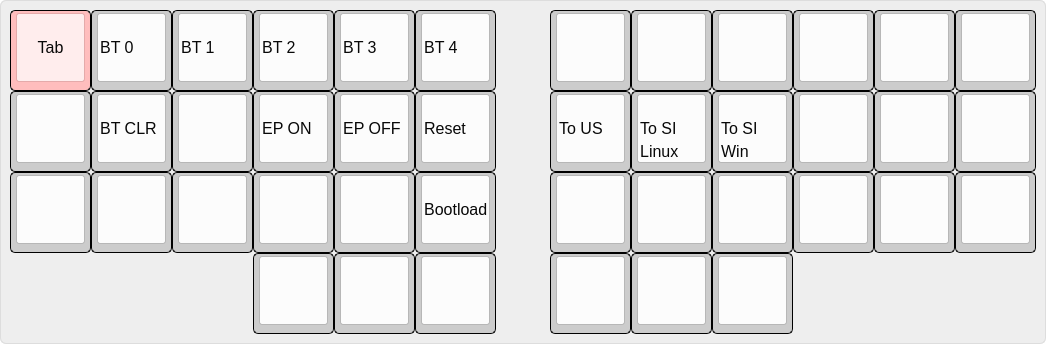 Tab
BT 0
BT 1
BT 2
BT 3
BT 4
BT CLR
EP ON
EP OFF
Reset
To US
To SI
Linux
To SI
Win
Bootload